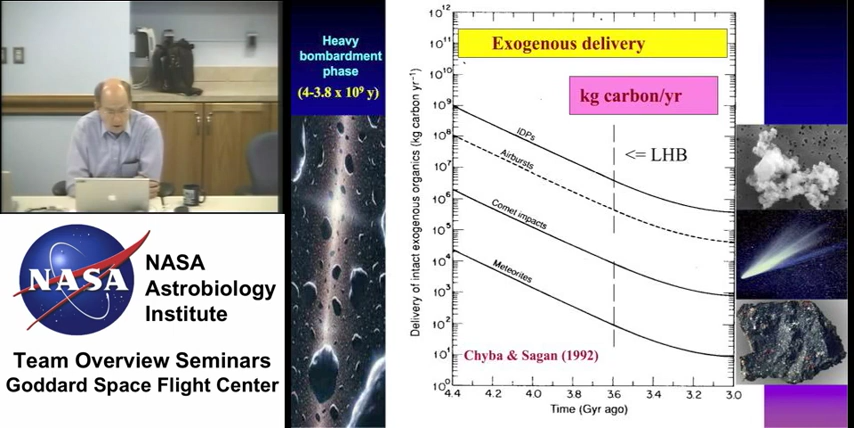 Heavy
bombardment
phase
(4-3.8 x 10⁹ y)
NASA
NASA
Astrobiology
Institute
Team Overview Seminars
Goddard Space Flight Center
Exogenous delivery
kg carbon/yr
Delivery of intact exogenous organics (kg carbon yr⁻¹)
10¹²
10¹¹
10¹⁰
10⁹
10⁸
10⁷
10⁶
10⁵
10⁴
10³
10²
10¹
10⁰
IDPs
Airbursts
<= LHB
Comet impacts
Meteorites
Chyba & Sagan (1992)
4.4 4.2 4.0 3.8 3.6 3.4 3.2 3.0
Time (Gyr ago)